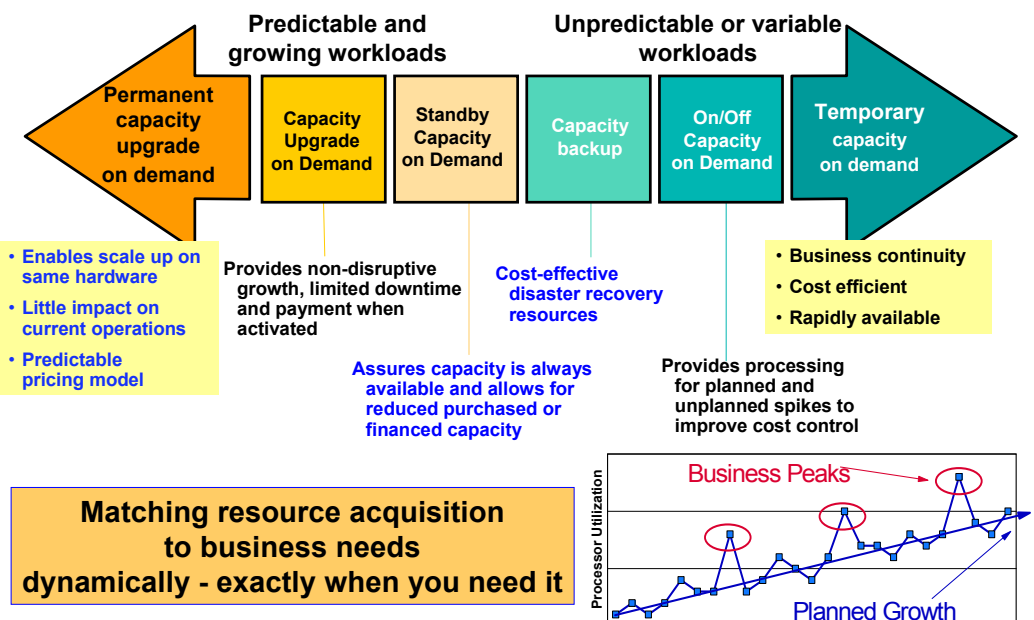 Predictable and
growing workloads
Unpredictable or variable
workloads
Permanent
capacity
upgrade
on demand
Capacity
Upgrade
on Demand
Standby
Capacity
on Demand
Capacity
backup
On/Off
Capacity
on Demand
Temporary
capacity
on demand
• Enables scale up on
same hardware
• Little impact on
current operations
• Predictable
pricing model
Provides non-disruptive
growth, limited downtime
and payment when
activated
Assures capacity is always
available and allows for
reduced purchased or
financed capacity
Cost-effective
disaster recovery
resources
Provides processing
for planned and
unplanned spikes to
improve cost control
• Business continuity
• Cost efficient
• Rapidly available
Matching resource acquisition
to business needs
dynamically - exactly when you need it
Processor Utilization
Business Peaks
Planned Growth